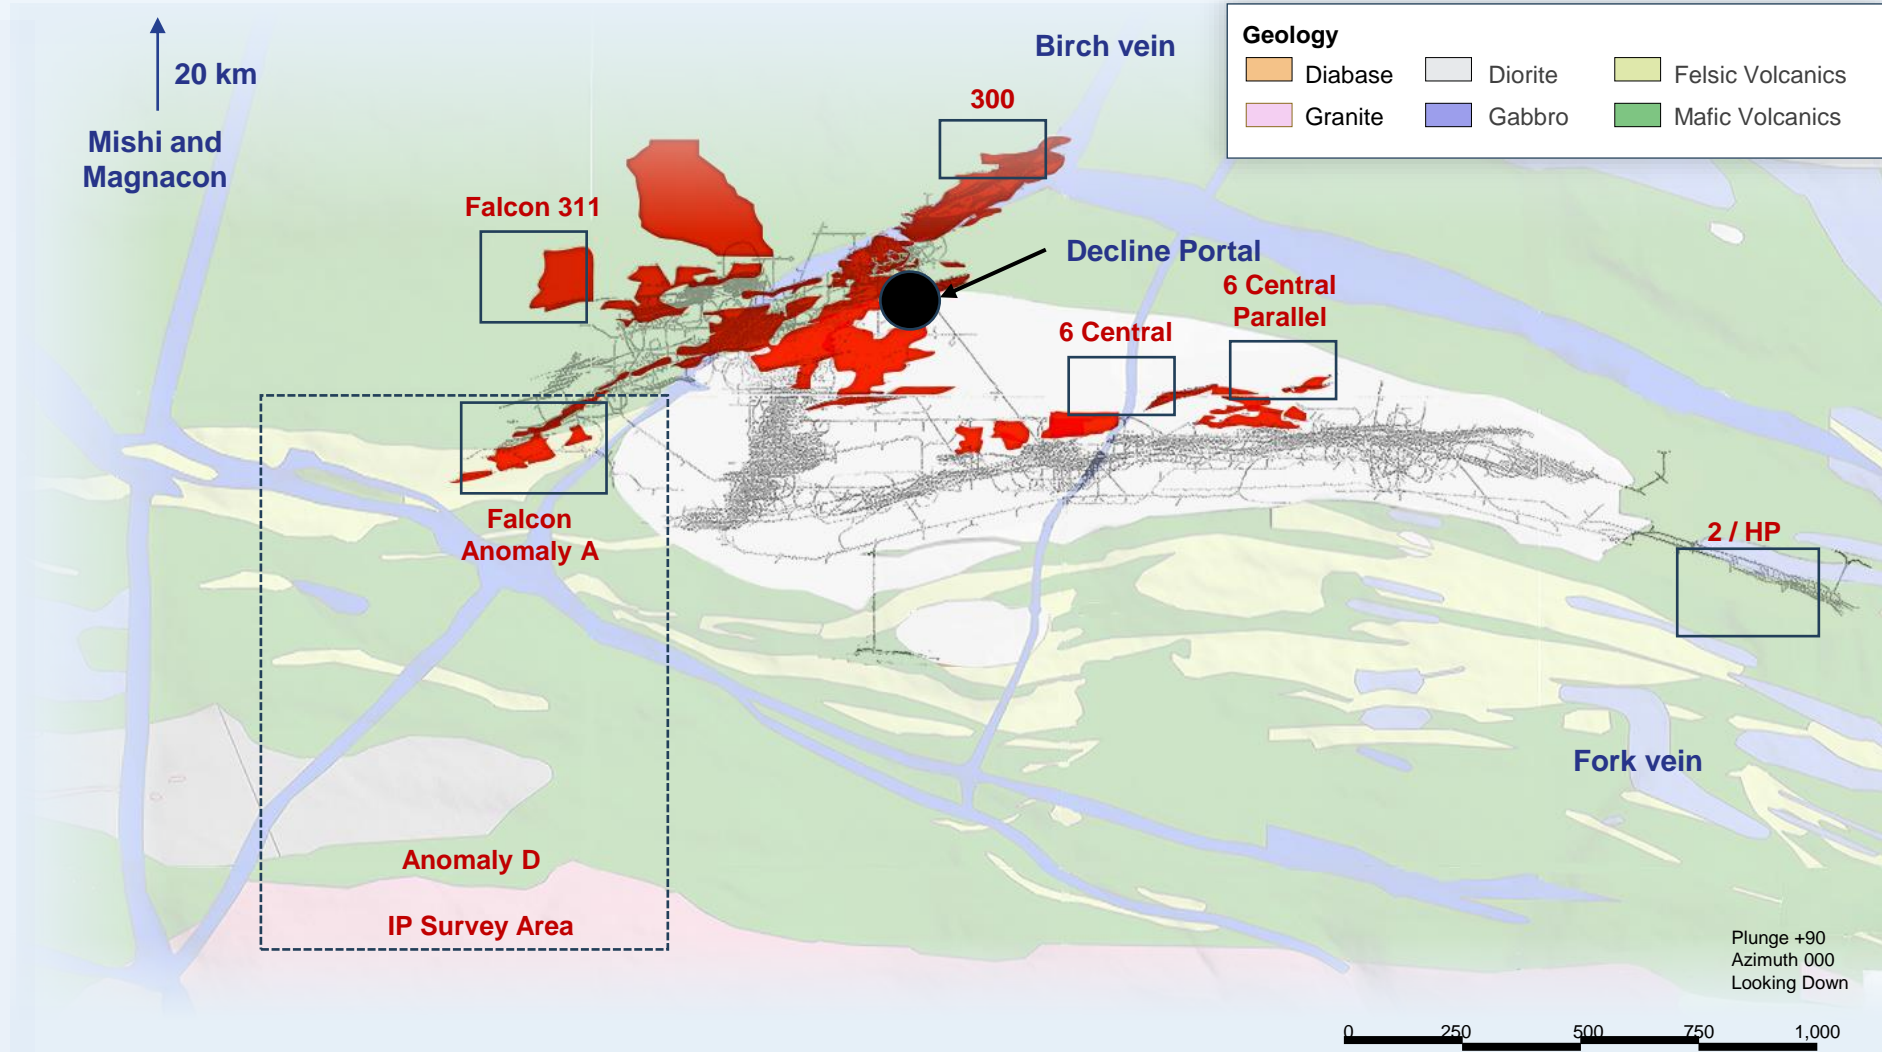 20 km
Mishi and
Magnacon
Birch vein
Geology
Diabase
Diorite
Felsic Volcanics
Granite
Gabbro
Mafic Volcanics
300
Falcon 311
Decline Portal
6 Central
Parallel
6 Central
Falcon
Anomaly A
2 / HP
Fork vein
Anomaly D
IP Survey Area
Plunge +90
Azimuth 000
Looking Down
0 250 500 750 1,000